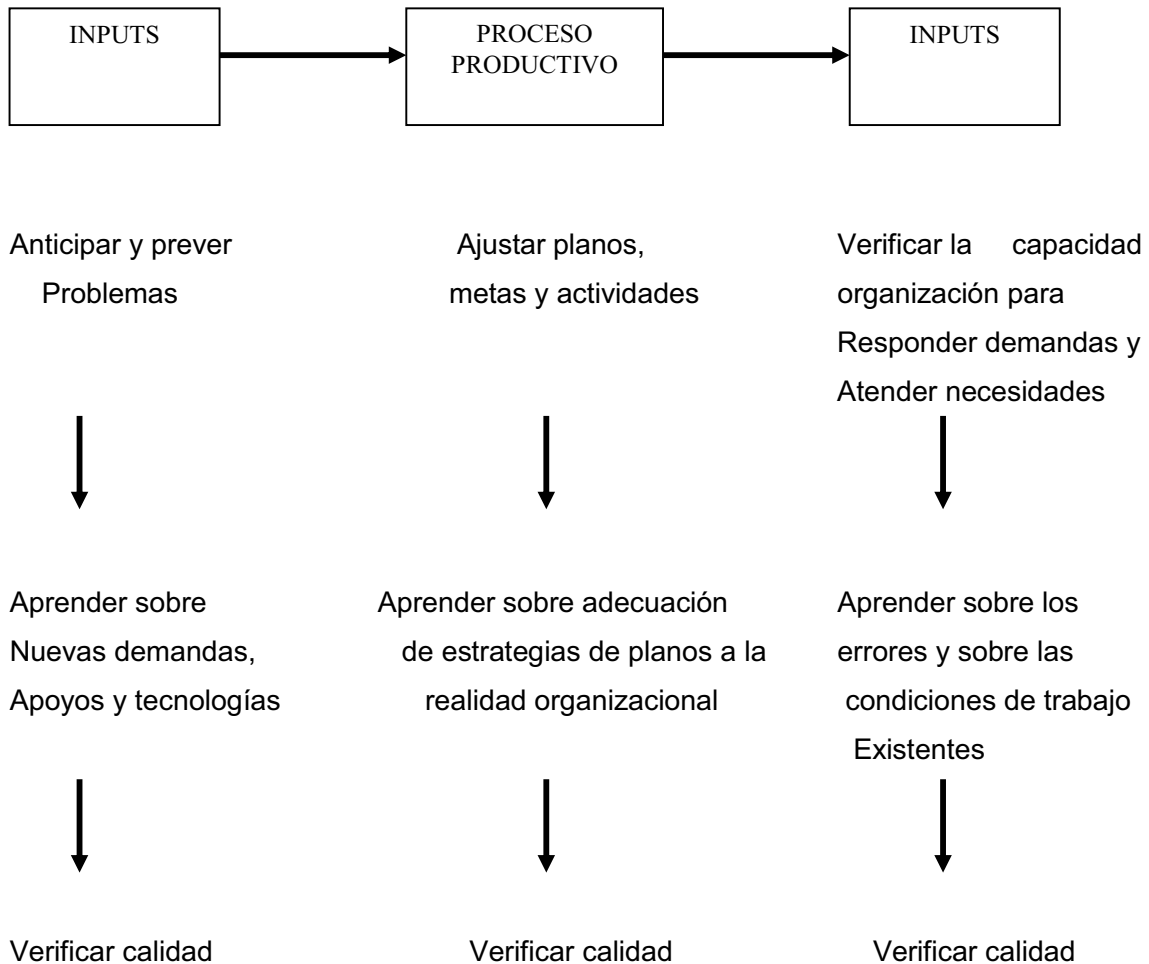 INPUTS
PROCESO
PRODUCTIVO
INPUTS
Anticipar y prever
Problemas
Ajustar planos,
metas y actividades
Verificar la capacidad
organización para
Responder demandas y
Atender necesidades
Aprender sobre
Nuevas demandas,
Apoyos y tecnologías
Aprender sobre adecuación
de estrategias de planos a la
realidad organizacional
Aprender sobre los
errores y sobre las
condiciones de trabajo
Existentes
Verificar calidad
Verificar calidad
Verificar calidad